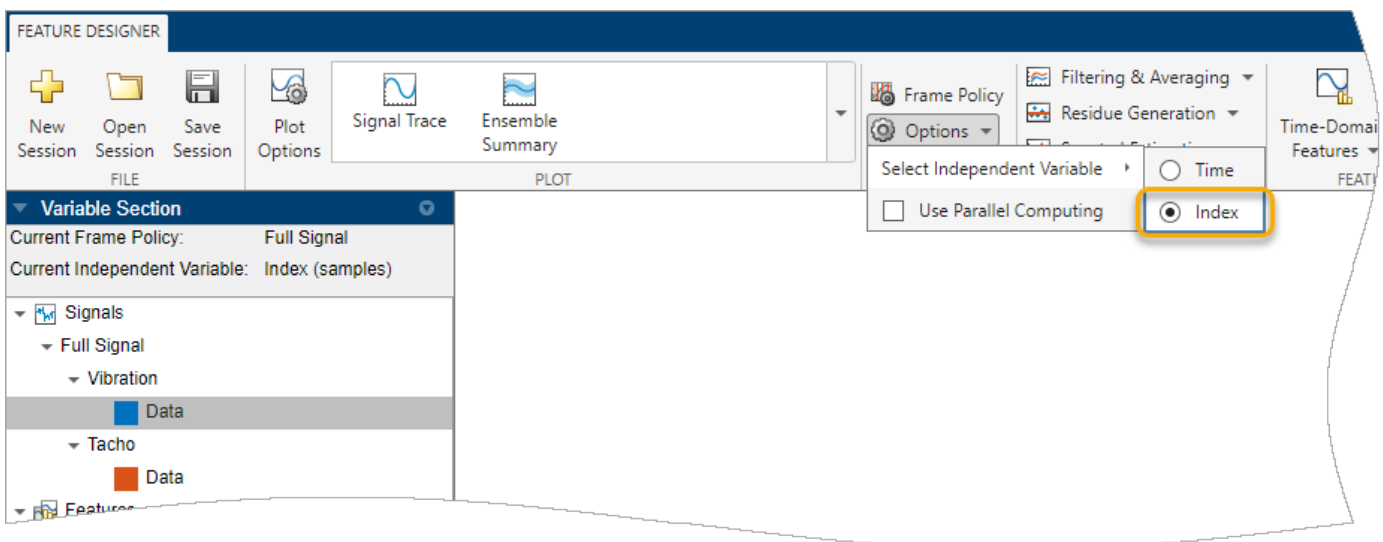 FEATURE DESIGNER
New
Session
Open
Session
Save
Session
FILE
Plot
Options
Signal Trace
Ensemble
Summary
PLOT
Frame Policy
Options
Filtering & Averaging
Residue Generation
Select Independent Variable
Time
Use Parallel Computing
Index
Features
Variable Section
Current Frame Policy: Full Signal
Current Independent Variable: Index (samples)
Signals
Full Signal
Vibration
Data
Tacho
Data
Features